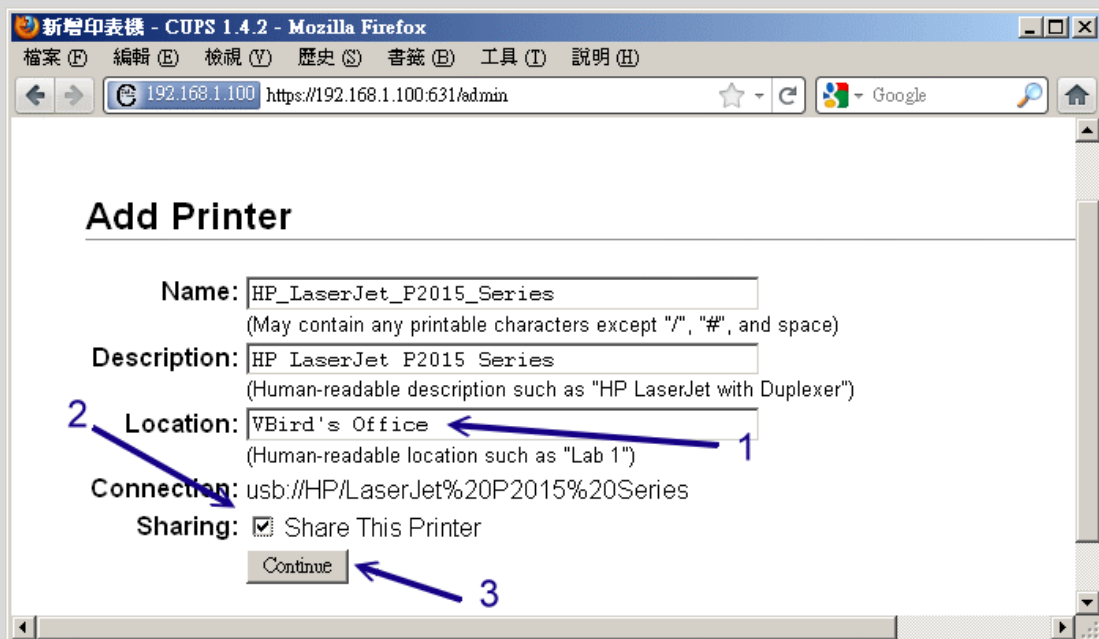 新增印表機 - CUPS 1.4.2 - Mozilla Firefox
檔案 (F) 編輯 (E) 檢視 (V) 歷史 (S) 書籤 (B) 工具 (T) 說明 (H)
192.168.1.100 https://192.168.1.100:631/admin Google
Add Printer
Name: HP_LaserJet_P2015_Series
(May contain any printable characters except "/", "#", and space)
Description: HP LaserJet P2015 Series
(Human-readable description such as "HP LaserJet with Duplexer")
2 Location: VBird's Office 1
(Human-readable location such as "Lab 1")
Connection: usb://HP/LaserJet%20P2015%20Series
Sharing: Share This Printer
Continue 3